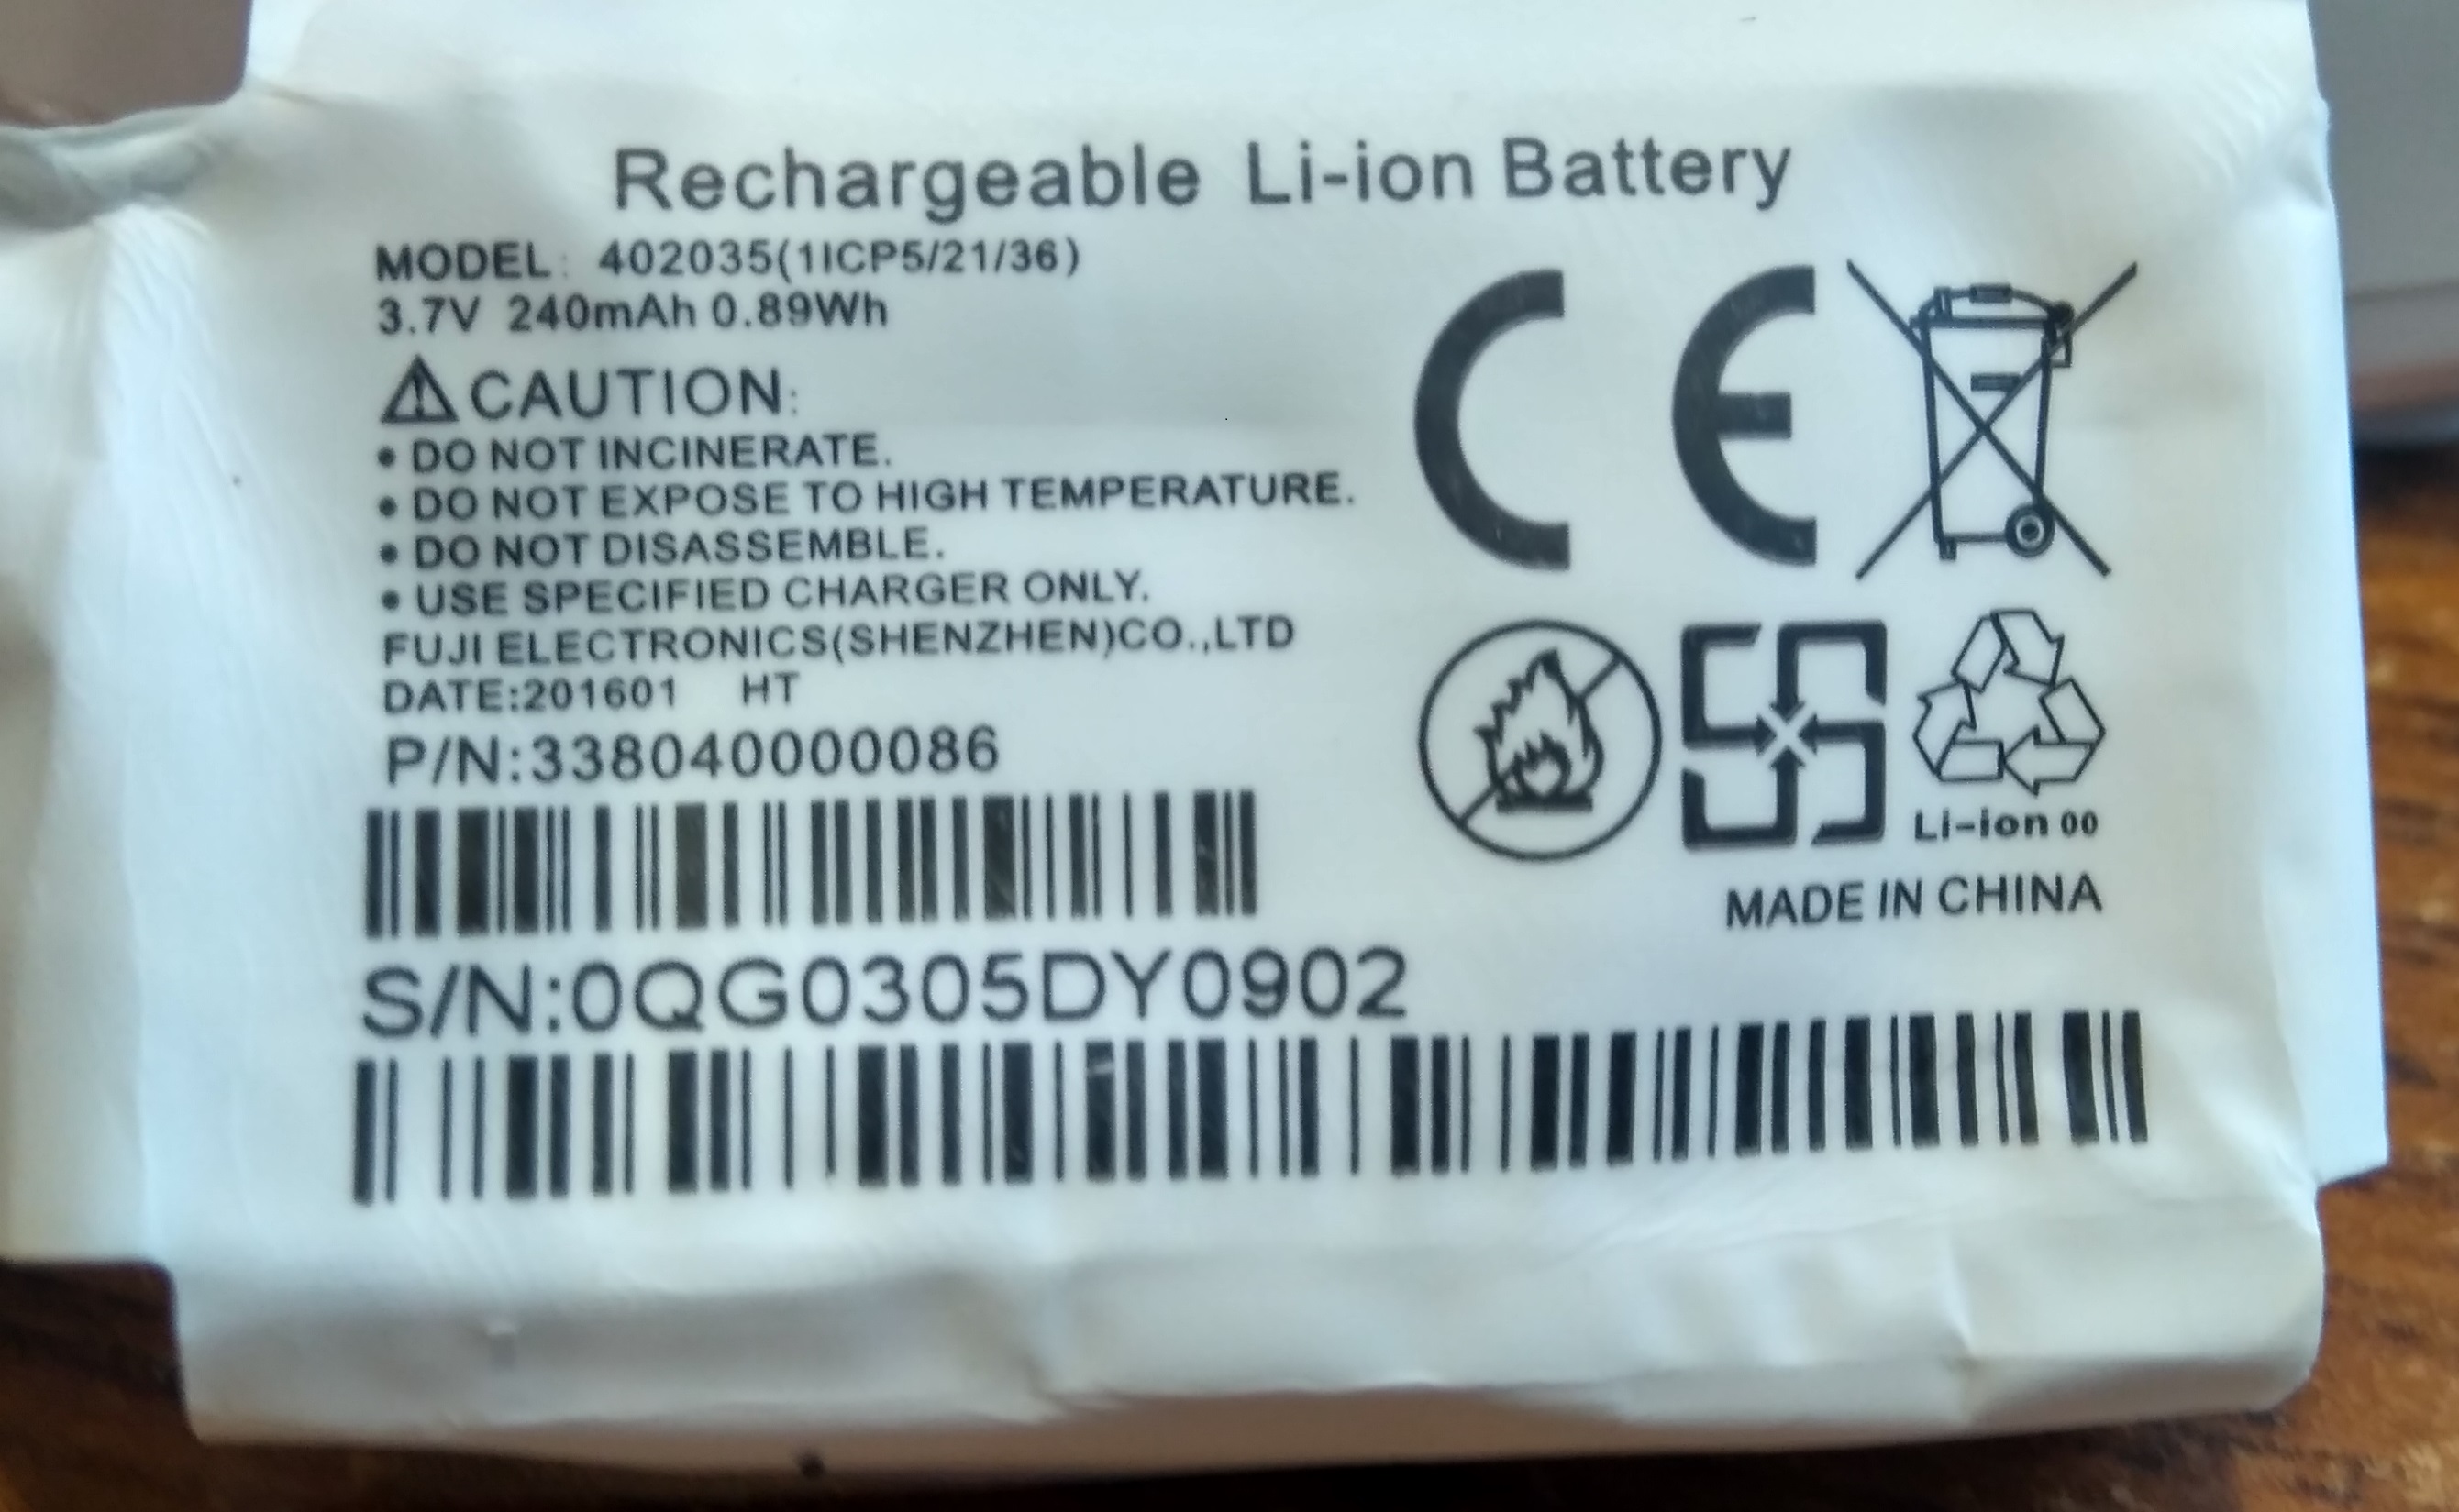 Rechargeable Li-ion Battery
MODEL: 402035(1ICP5/21/36)
3.7V 240mAh 0.89Wh
CAUTION:
• DO NOT INCINERATE.
• DO NOT EXPOSE TO HIGH TEMPERATURE.
• DO NOT DISASSEMBLE.
• USE SPECIFIED CHARGER ONLY.
FUJI ELECTRONICS(SHENZHEN)CO.,LTD
DATE:201601 HT
P/N:338040000086
S/N:0QG0305DY0902
CE
Li-ion 00
MADE IN CHINA